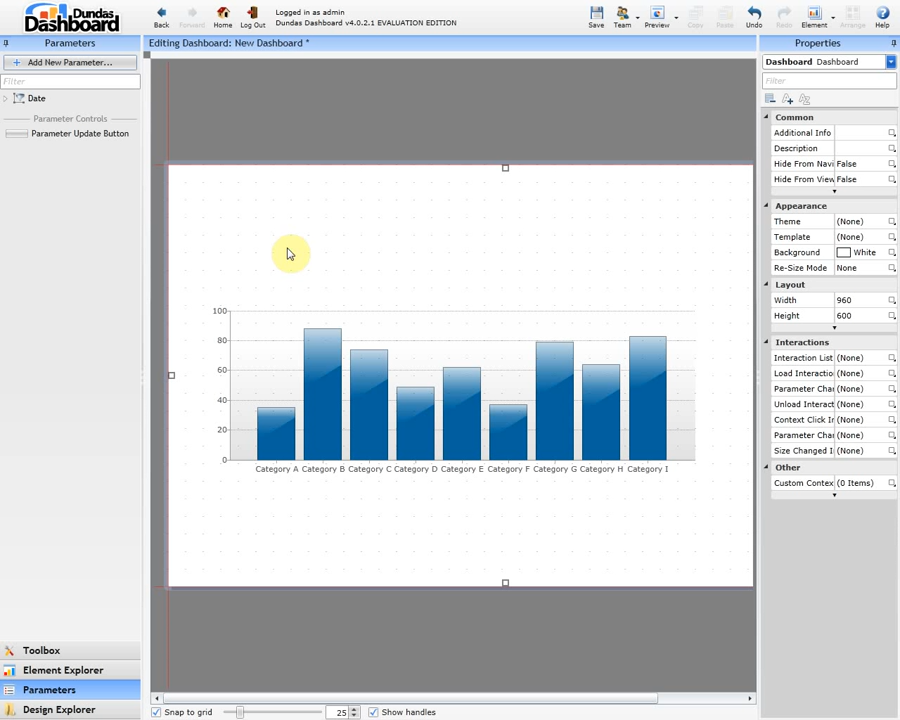 Dundas
Dashboard
Back
Forward
Home
Log Out
Logged in as admin
Dundas Dashboard v4.0.2.1 EVALUATION EDITION
Save
Team
Preview
Copy
Paste
Undo
Redo
Element
Arrange
Help
Parameters
Editing Dashboard: New Dashboard *
Properties
+ Add New Parameter...
Filter
Date
Parameter Controls
Parameter Update Button
Dashboard Dashboard
Filter
Common
Additional Info
Description
Hide From Navi False
Hide From View False
Appearance
Theme (None)
Template (None)
Background White
Re-Size Mode None
Layout
Width 960
Height 600
Interactions
Interaction List (None)
Load Interactio (None)
Parameter Chan (None)
Unload Interact (None)
Context Click In (None)
Parameter Chan (None)
Size Changed I (None)
Other
Custom Contex (0 Items)
100
80
60
40
20
0
Category A Category B Category C Category D Category E Category F Category G Category H Category I
Toolbox
Element Explorer
Parameters
Design Explorer
Snap to grid
25
Show handles